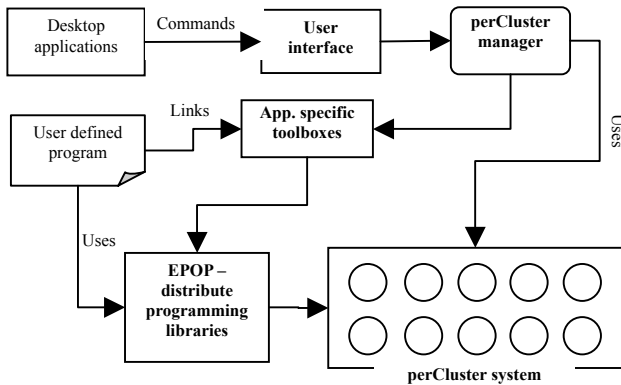 Desktop
applications
Commands
User
interface
perCluster
manager
Links
App. specific
toolboxes
User defined
program
Uses
Uses
EPOP –
distribute
programming
libraries
perCluster system